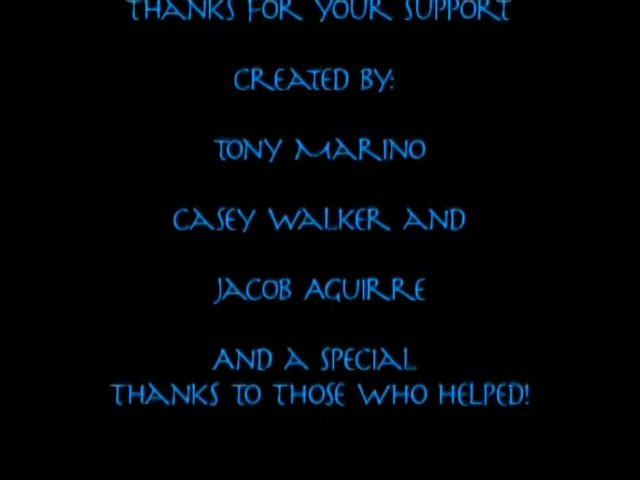 THANKS FOR YOUR SUPPORT
CREATED BY:
TONY MARINO
CASEY WALKER AND
JACOB AGUIRRE
AND A SPECIAL
THANKS TO THOSE WHO HELPED!